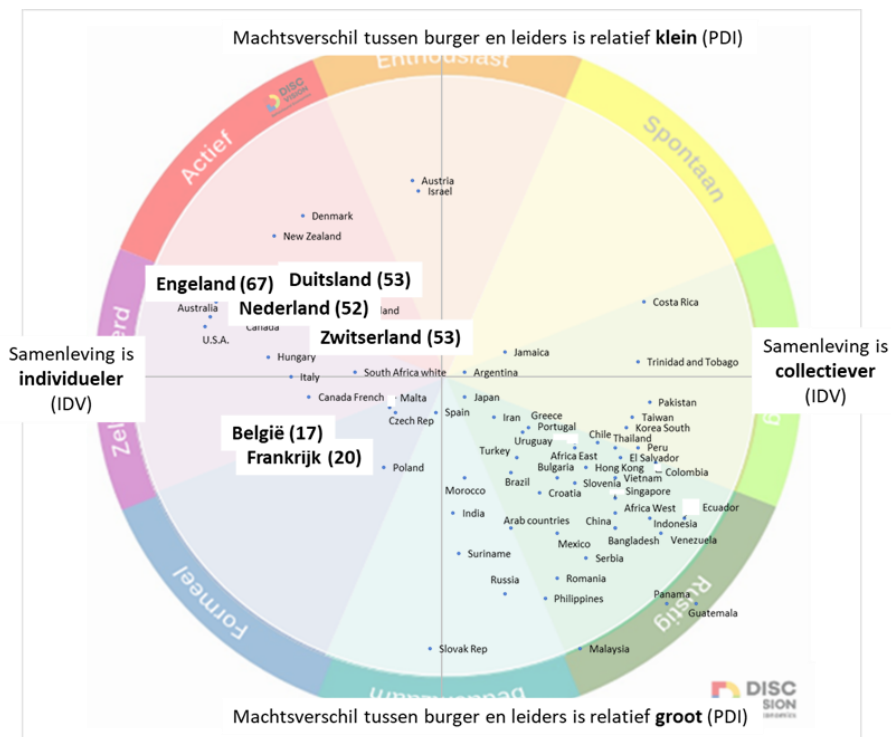 Machtsverschil tussen burger en leiders is relatief klein (PDI)
Enthousiast
DISC
VISION
Actief
Spontaan
Austria
Israel
Denmark
New Zealand
Engeland (67)
Duitsland (53)
Australia
Nederland (52)
land
Costa Rica
Canada
U.S.A.
Zwitserland (53)
Samenleving is
individueler
(IDV)
Samenleving is
collectiever
(IDV)
Hungary
Jamaica
Trinidad and Tobago
Italy
South Africa white
Argentina
Canada French
Malta
Japan
Pakistan
Czech Rep
Spain
Iran
Greece
Taiwan
Portugal
Korea South
België (17)
Uruguay
Chile
Thailand
Frankrijk (20)
Turkey
Africa East
Peru
El Salvador
Poland
Bulgaria
Hong Kong
Colombia
Brazil
Vietnam
Morocco
Slovenia
Croatia
Singapore
India
Africa West
Ecuador
Arab countries
China
Indonesia
Mexico
Bangladesh
Venezuela
Suriname
Serbia
Russia
Romania
Philippines
Panama
Guatemala
Formeel
Rustig
Slovak Rep
Malaysia
DISC
SION
Machtsverschil tussen burger en leiders is relatief groot (PDI)